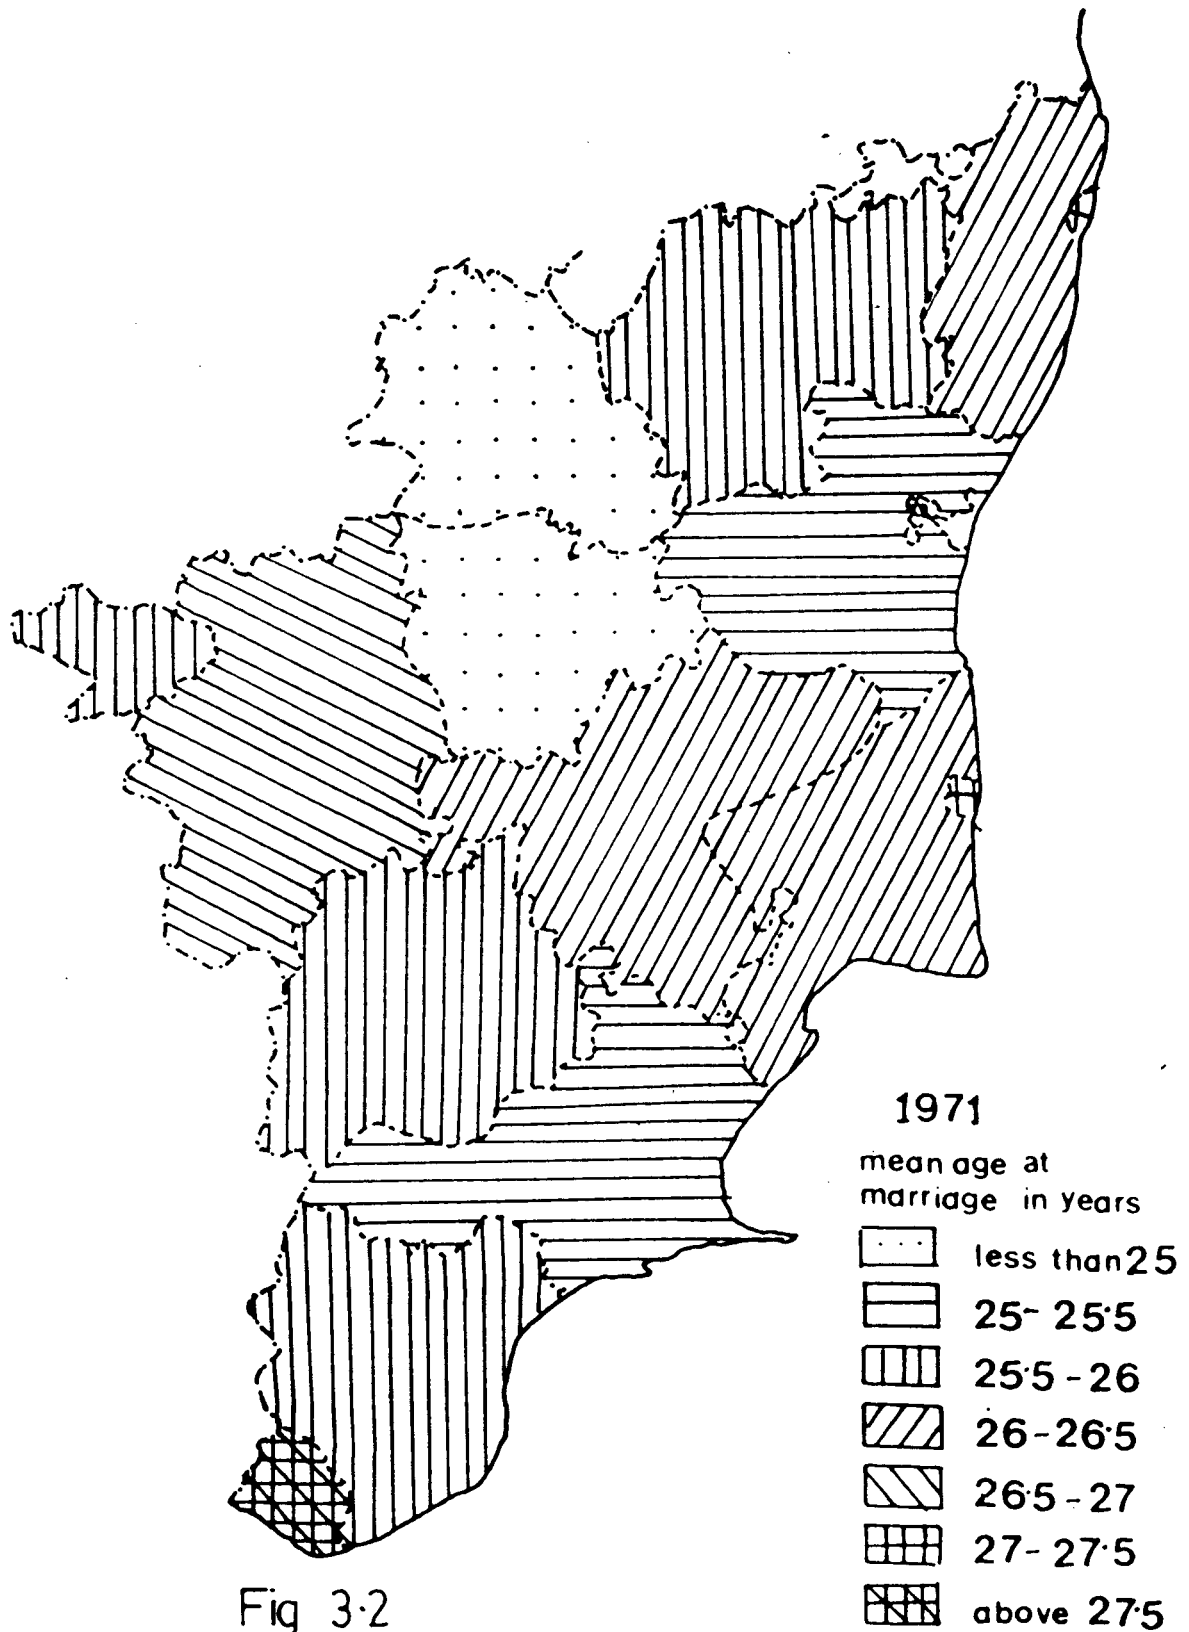 1971
mean age at
marriage in years
less than 25
25- 25·5
25·5 - 26
26 - 26·5
26·5 - 27
27- 27·5
above 27·5
Fig 3·2